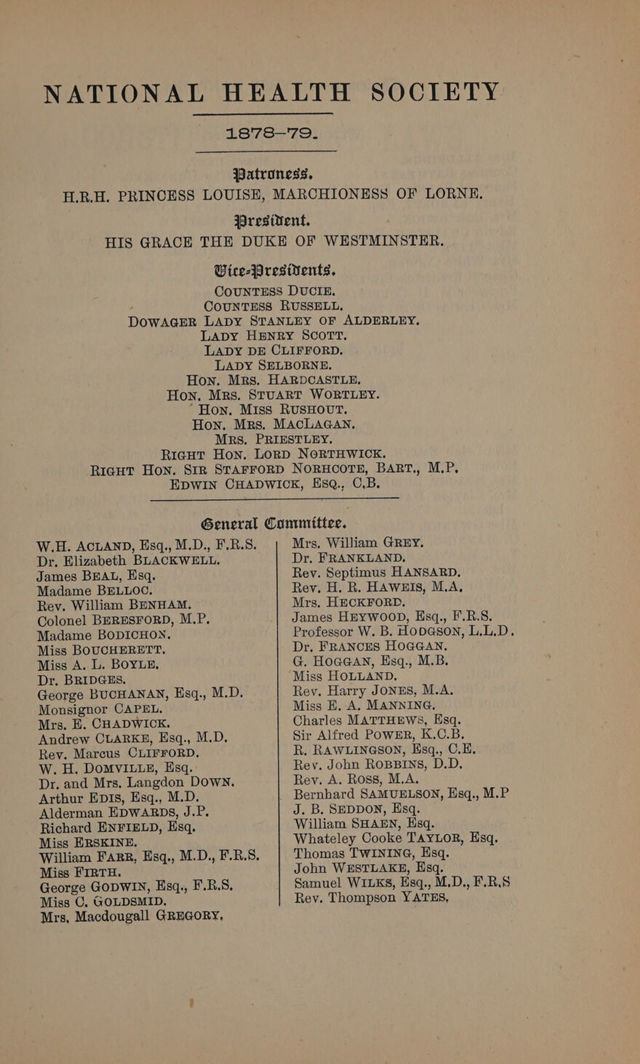 NATIONAL HEALTH SOCIETY
1878–79.
Patroness.
H.R.H. PRINCESS LOUISE, MARCHIONESS OF LORNE.
President.
HIS GRACE THE DUKE OF WESTMINSTER.
Vice-Presidents.
COUNTESS DUCIE.
COUNTESS RUSSELL.
DOWAGER LADY STANLEY OF ALDERLEY.
LADY HENRY SCOTT.
LADY DE CLIFFORD.
LADY SELBORNE.
HON. MRS. HARDCASTLE.
HON. MRS. STUART WORTLEY.
HON. MISS RUSHOUT.
HON. MRS. MACLAGAN.
MRS. PRIESTLEY.
RIGHT HON. LORD NORTHWICK.
RIGHT HON. SIR STAFFORD NORHCOTE, BART., M.P.
EDWIN CHADWICK, ESQ., C.B.
General Committee.
W.H. ACLAND, Esq., M.D., F.R.S.
Dr. Elizabeth BLACKWELL.
James BEAL, Esq.
Madame BELLOC.
Rev. William BENHAM.
Colonel BERESFORD, M.P.
Madame BODICHON.
Miss BOUCHERETT.
Miss A. L. BOYLE.
Dr. BRIDGES.
George BUCHANAN, Esq., M.D.
Monsignor CAPEL.
Mrs. E. CHADWICK.
Andrew CLARKE, Esq., M.D.
Rev. Marcus CLIFFORD.
W. H. DOMVILLE, Esq.
Dr. and Mrs. Langdon DOWN.
Arthur EDIS, Esq., M.D.
Alderman EDWARDS, J.P.
Richard ENFIELD, Esq.
Miss ERSKINE.
William FARR, Esq., M.D., F.R.S.
Miss FIRTH.
George GODWIN, Esq., F.R.S.
Miss C. GOLDSMID.
Mrs. Macdougall GREGORY.
Mrs. William GREY.
Dr. FRANKLAND.
Rev. Septimus HANSARD.
Rev. H. R. HAWEIS, M.A.
Mrs. HECKFORD.
James HEYWOOD, Esq., F.R.S.
Professor W. B. HODGSON, L.L.D.
Dr. FRANCES HOGGAN.
G. HOGGAN, Esq., M.B.
Miss HOLLAND.
Rev. Harry JONES, M.A.
Miss E. A. MANNING.
Charles MATTHEWS, Esq.
Sir Alfred POWER, K.C.B.
R. RAWLINGSON, Esq., C.E.
Rev. John ROBBINS, D.D.
Rev. A. ROSS, M.A.
Bernhard SAMUELSON, Esq., M.P
J. B. SEDDON, Esq.
William SHAEN, Esq.
Whateley Cooke TAYLOR, Esq.
Thomas TWINING, Esq.
John WESTLAKE, Esq.
Samuel WILKS, Esq., M.D., F.R.S
Rev. Thompson YATES.